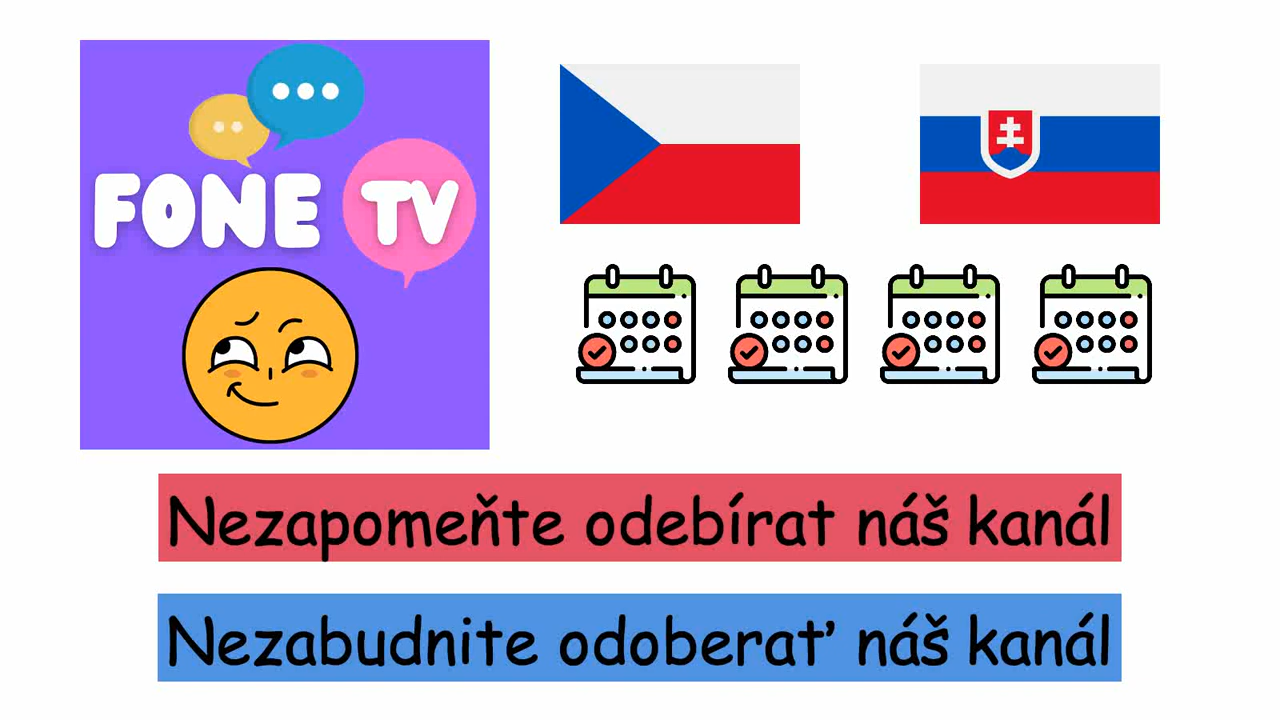 FONE TV
Nezapomeňte odebírat náš kanál
Nezabudnite odoberať náš kanál